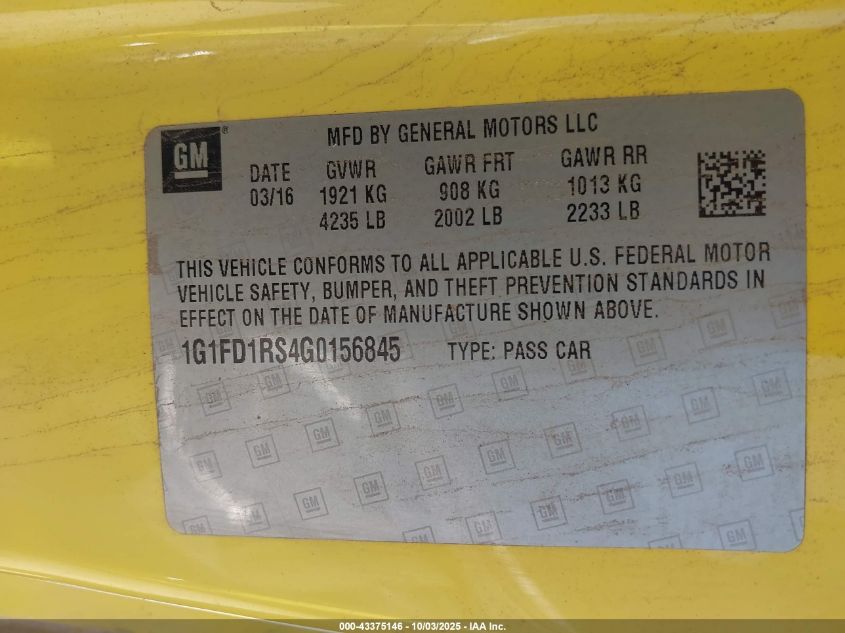 GM ®
MFD BY GENERAL MOTORS LLC
DATE GVWR GAWR FRT GAWR RR
03/16 1921 KG 908 KG 1013 KG
4235 LB 2002 LB 2233 LB
THIS VEHICLE CONFORMS TO ALL APPLICABLE U.S. FEDERAL MOTOR
VEHICLE SAFETY, BUMPER, AND THEFT PREVENTION STANDARDS IN
EFFECT ON THE DATE OF MANUFACTURE SHOWN ABOVE.
1G1FD1RS4G0156845 TYPE: PASS CAR
000-43375146 - 10/03/2025 - IAA Inc.